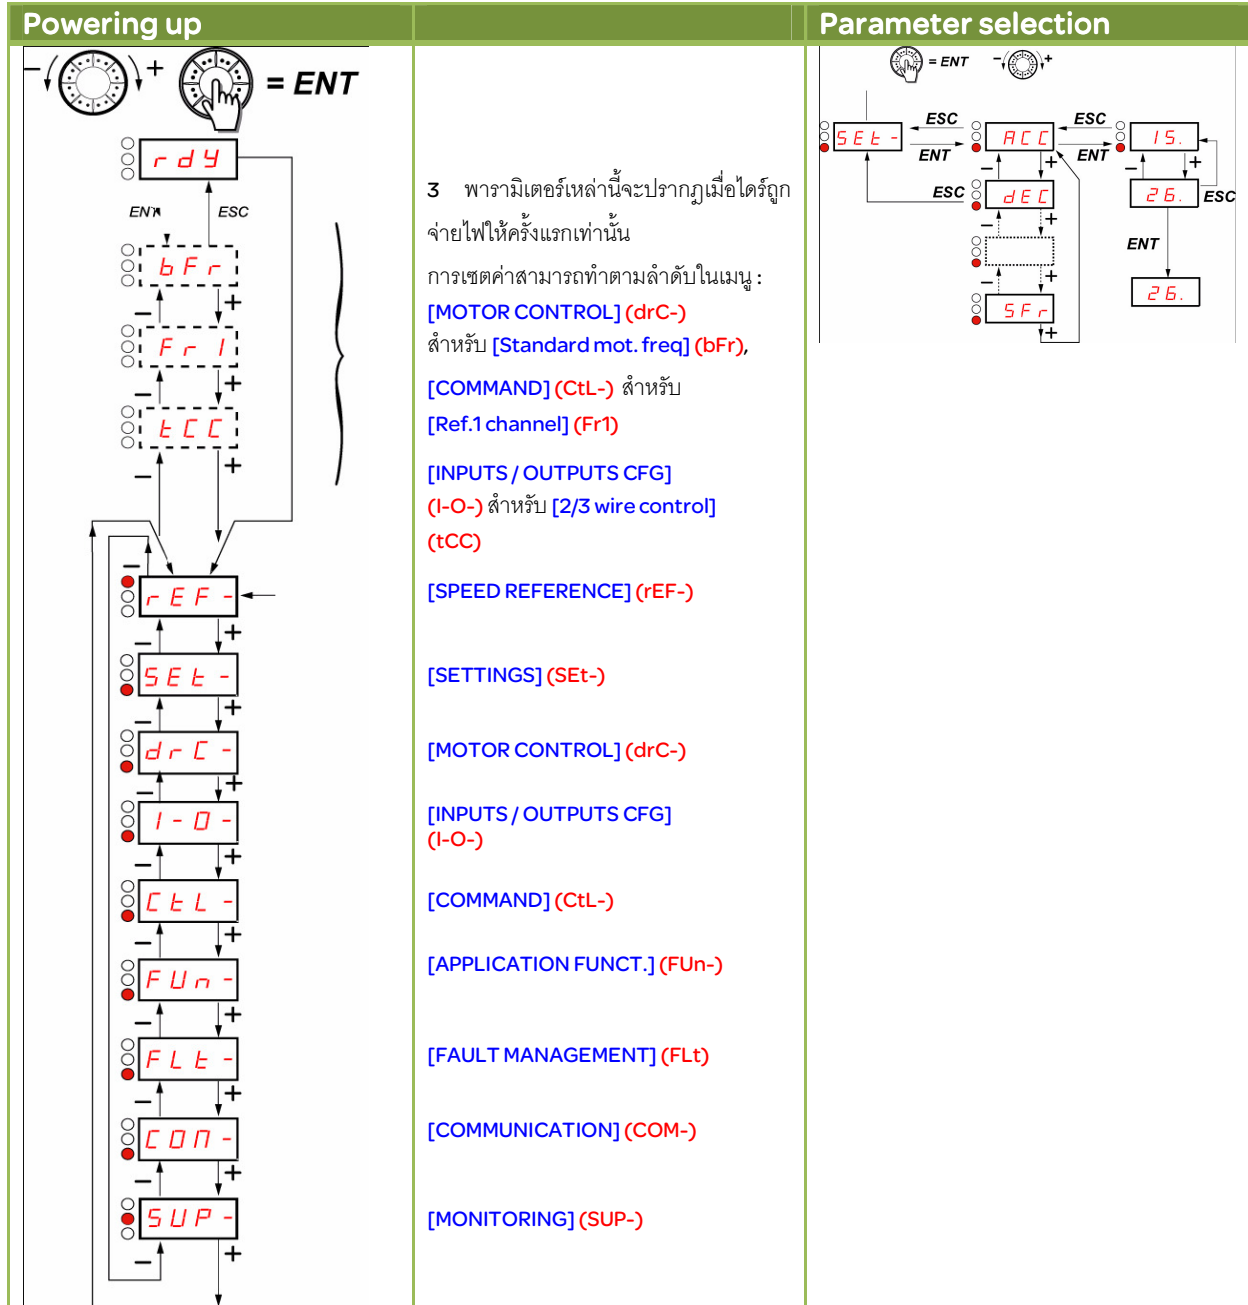 Powering up
Parameter selection
- + = ENT
rdY
ENT ESC
bFr
- +
Fr1
- +
tCC
- +
-
rEF -
- +
SEt -
- +
drC -
- +
I-O -
- +
CtL -
- +
FUn -
- +
FLt -
- +
COM -
- +
SUP -
- +
3 พารามิเตอร์เหล่านี้จะปรากฎเมื่อไดร์ถูก
จ่ายไฟให้ครั้งแรกเท่านั้น
การเซตค่าสามารถทำตามลำดับในเมนู :
[MOTOR CONTROL] (drC-)
สำหรับ [Standard mot. freq] (bFr),
[COMMAND] (CtL-) สำหรับ
[Ref.1 channel] (Fr1)
[INPUTS / OUTPUTS CFG]
(I-O-) สำหรับ [2/3 wire control]
(tCC)
[SPEED REFERENCE] (rEF-)
[SETTINGS] (SEt-)
[MOTOR CONTROL] (drC-)
[INPUTS / OUTPUTS CFG]
(I-O-)
[COMMAND] (CtL-)
[APPLICATION FUNCT.] (FUn-)
[FAULT MANAGEMENT] (FLt)
[COMMUNICATION] (COM-)
[MONITORING] (SUP-)
= ENT - +
ESC ESC
SEt - ACC 15.
ENT ENT
- + - +
ESC dEC 26. ESC
- +
ENT
- +
SFr 26.
+